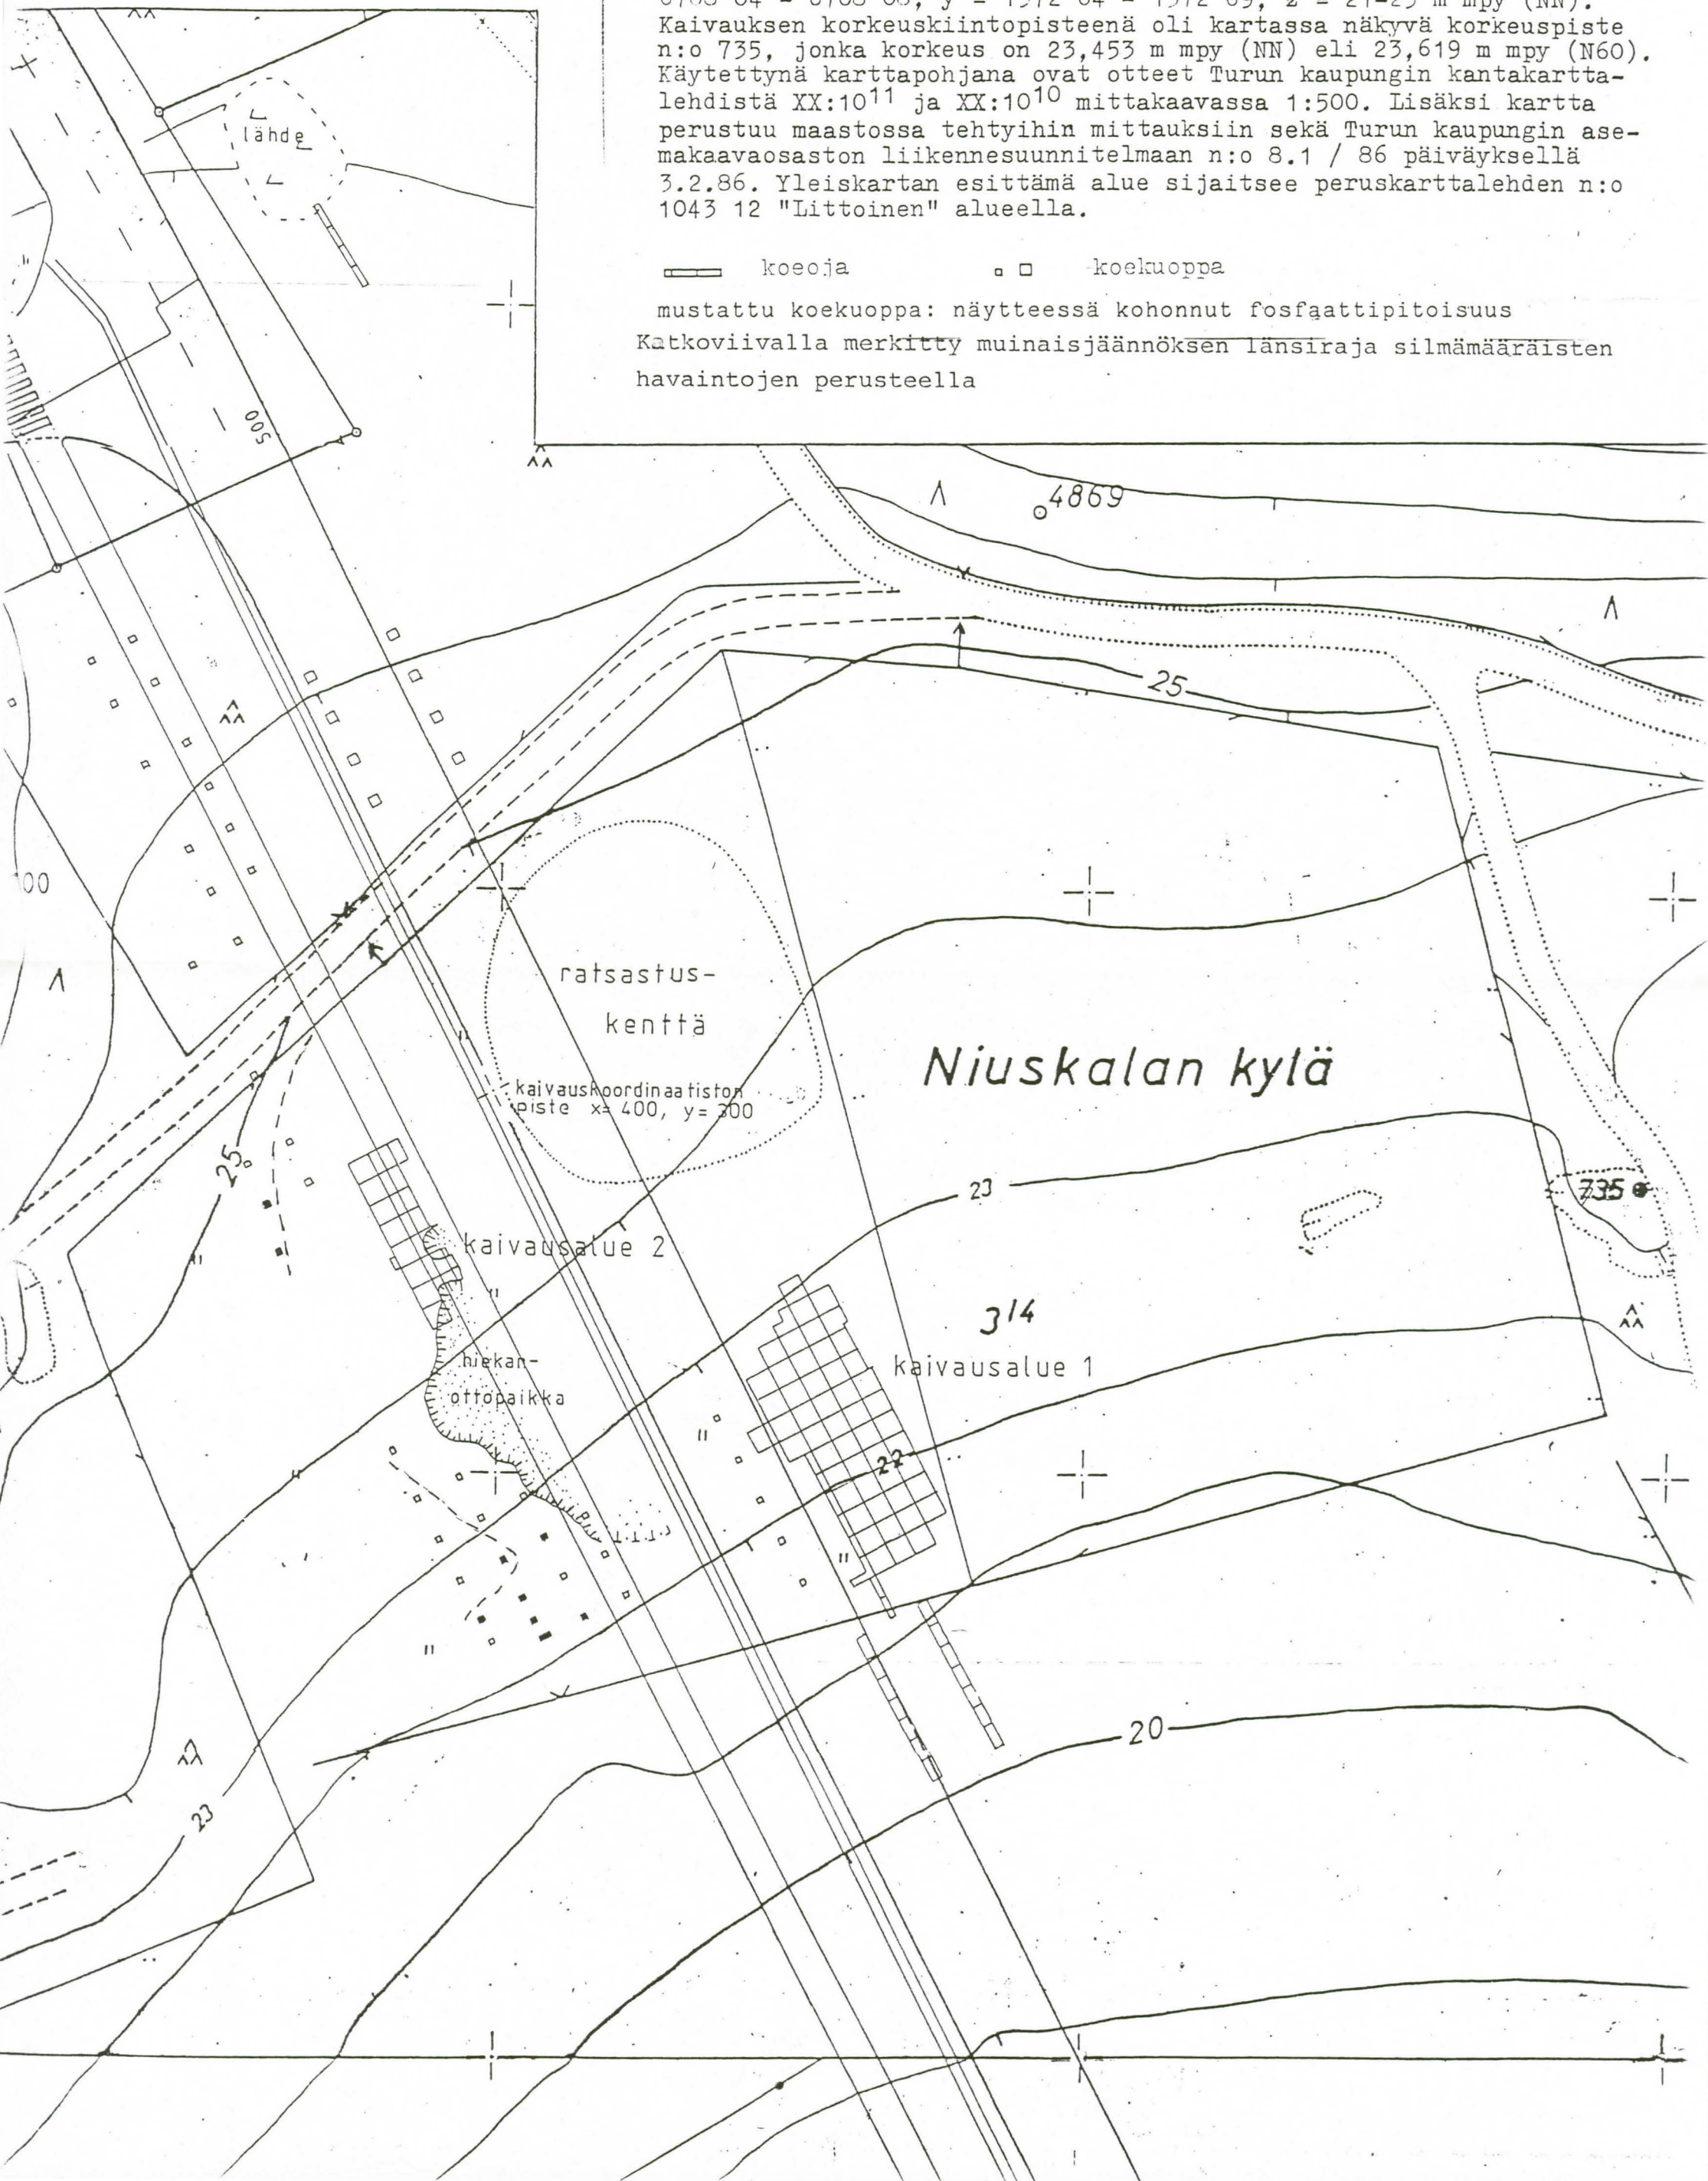 Kaivauksen korkeuskiintopisteenä oli kartassa näkyvä korkeuspiste
n:o 735, jonka korkeus on 23,453 m mpy (NN) eli 23,619 m mpy (N60).
Käytettynä karttapohjana ovat otteet Turun kaupungin kantakartta-
lehdistä XX:10¹¹ ja XX:10¹⁰ mittakaavassa 1:500. Lisäksi kartta
perustuu maastossa tehtyihin mittauksiin sekä Turun kaupungin ase-
makaavaosaston liikennesuunnitelmaan n:o 8.1 / 86 päiväyksellä
3.2.86. Yleiskartan esittämä alue sijaitsee peruskarttalehden n:o
1043 12 "Littoinen" alueella.
koeoja
koekuoppa
mustattu koekuoppa: näytteessä kohonnut fosfaattipitoisuus
Katkoviivalla merkitty muinaisjäännöksen länsiraja silmämääräisten
havaintojen perusteella
lähde
500
4869
25
00
ratsastus-
kenttä
Niuskalan kylä
kaivauskoordinaatiston
piste x= 400, y= 300
25
23
735
kaivausalue 2
3¹⁴
hiekan-
ottopaikka
kaivausalue 1
22
20
23